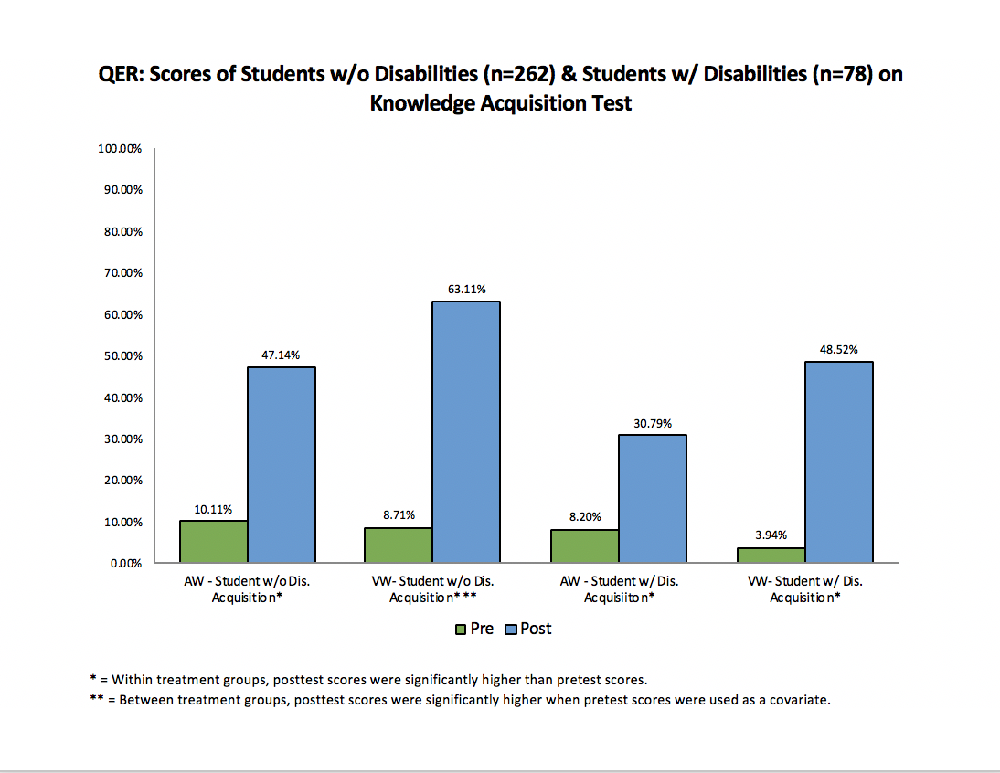 QER: Scores of Students w/o Disabilities (n=262) & Students w/ Disabilities (n=78) on
Knowledge Acquisition Test
100.00%
90.00%
80.00%
70.00%
60.00%
50.00%
40.00%
30.00%
20.00%
10.00%
0.00%
10.11%
47.14%
8.71%
63.11%
8.20%
30.79%
3.94%
48.52%
AW - Student w/o Dis.
Acquisition*
VW- Student w/o Dis.
Acquisition* **
AW - Student w/ Dis.
Acquisiiton*
VW- Student w/ Dis.
Acquisition*
Pre
Post
* = Within treatment groups, posttest scores were significantly higher than pretest scores.
** = Between treatment groups, posttest scores were significantly higher when pretest scores were used as a covariate.